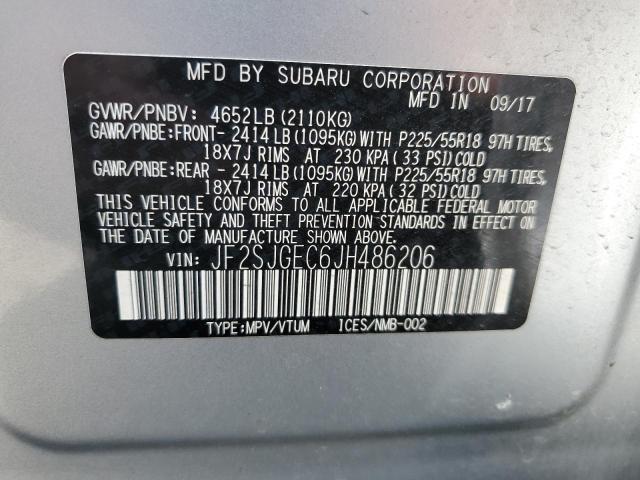 MFD BY SUBARU CORPORATION
MFD IN 09/17
GVWR/PNBV: 4652LB (2110KG)
GAWR/PNBE:FRONT- 2414 LB (1095KG) WITH P225/55R18 97H TIRES,
18X7J RIMS AT 230 KPA (33 PSI) COLD
GAWR/PNBE:REAR - 2414 LB (1095KG) WITH P225/55R18 97H TIRES,
18X7J RIMS AT 220 KPA (32 PSI) COLD
THIS VEHICLE CONFORMS TO ALL APPLICABLE FEDERAL MOTOR
VEHICLE SAFETY AND THEFT PREVENTION STANDARDS IN EFFECT ON
THE DATE OF MANUFACTURE SHOWN ABOVE.
VIN: JF2SJGEC6JH486206
TYPE:MPV/VTUM ICES/NMB-002